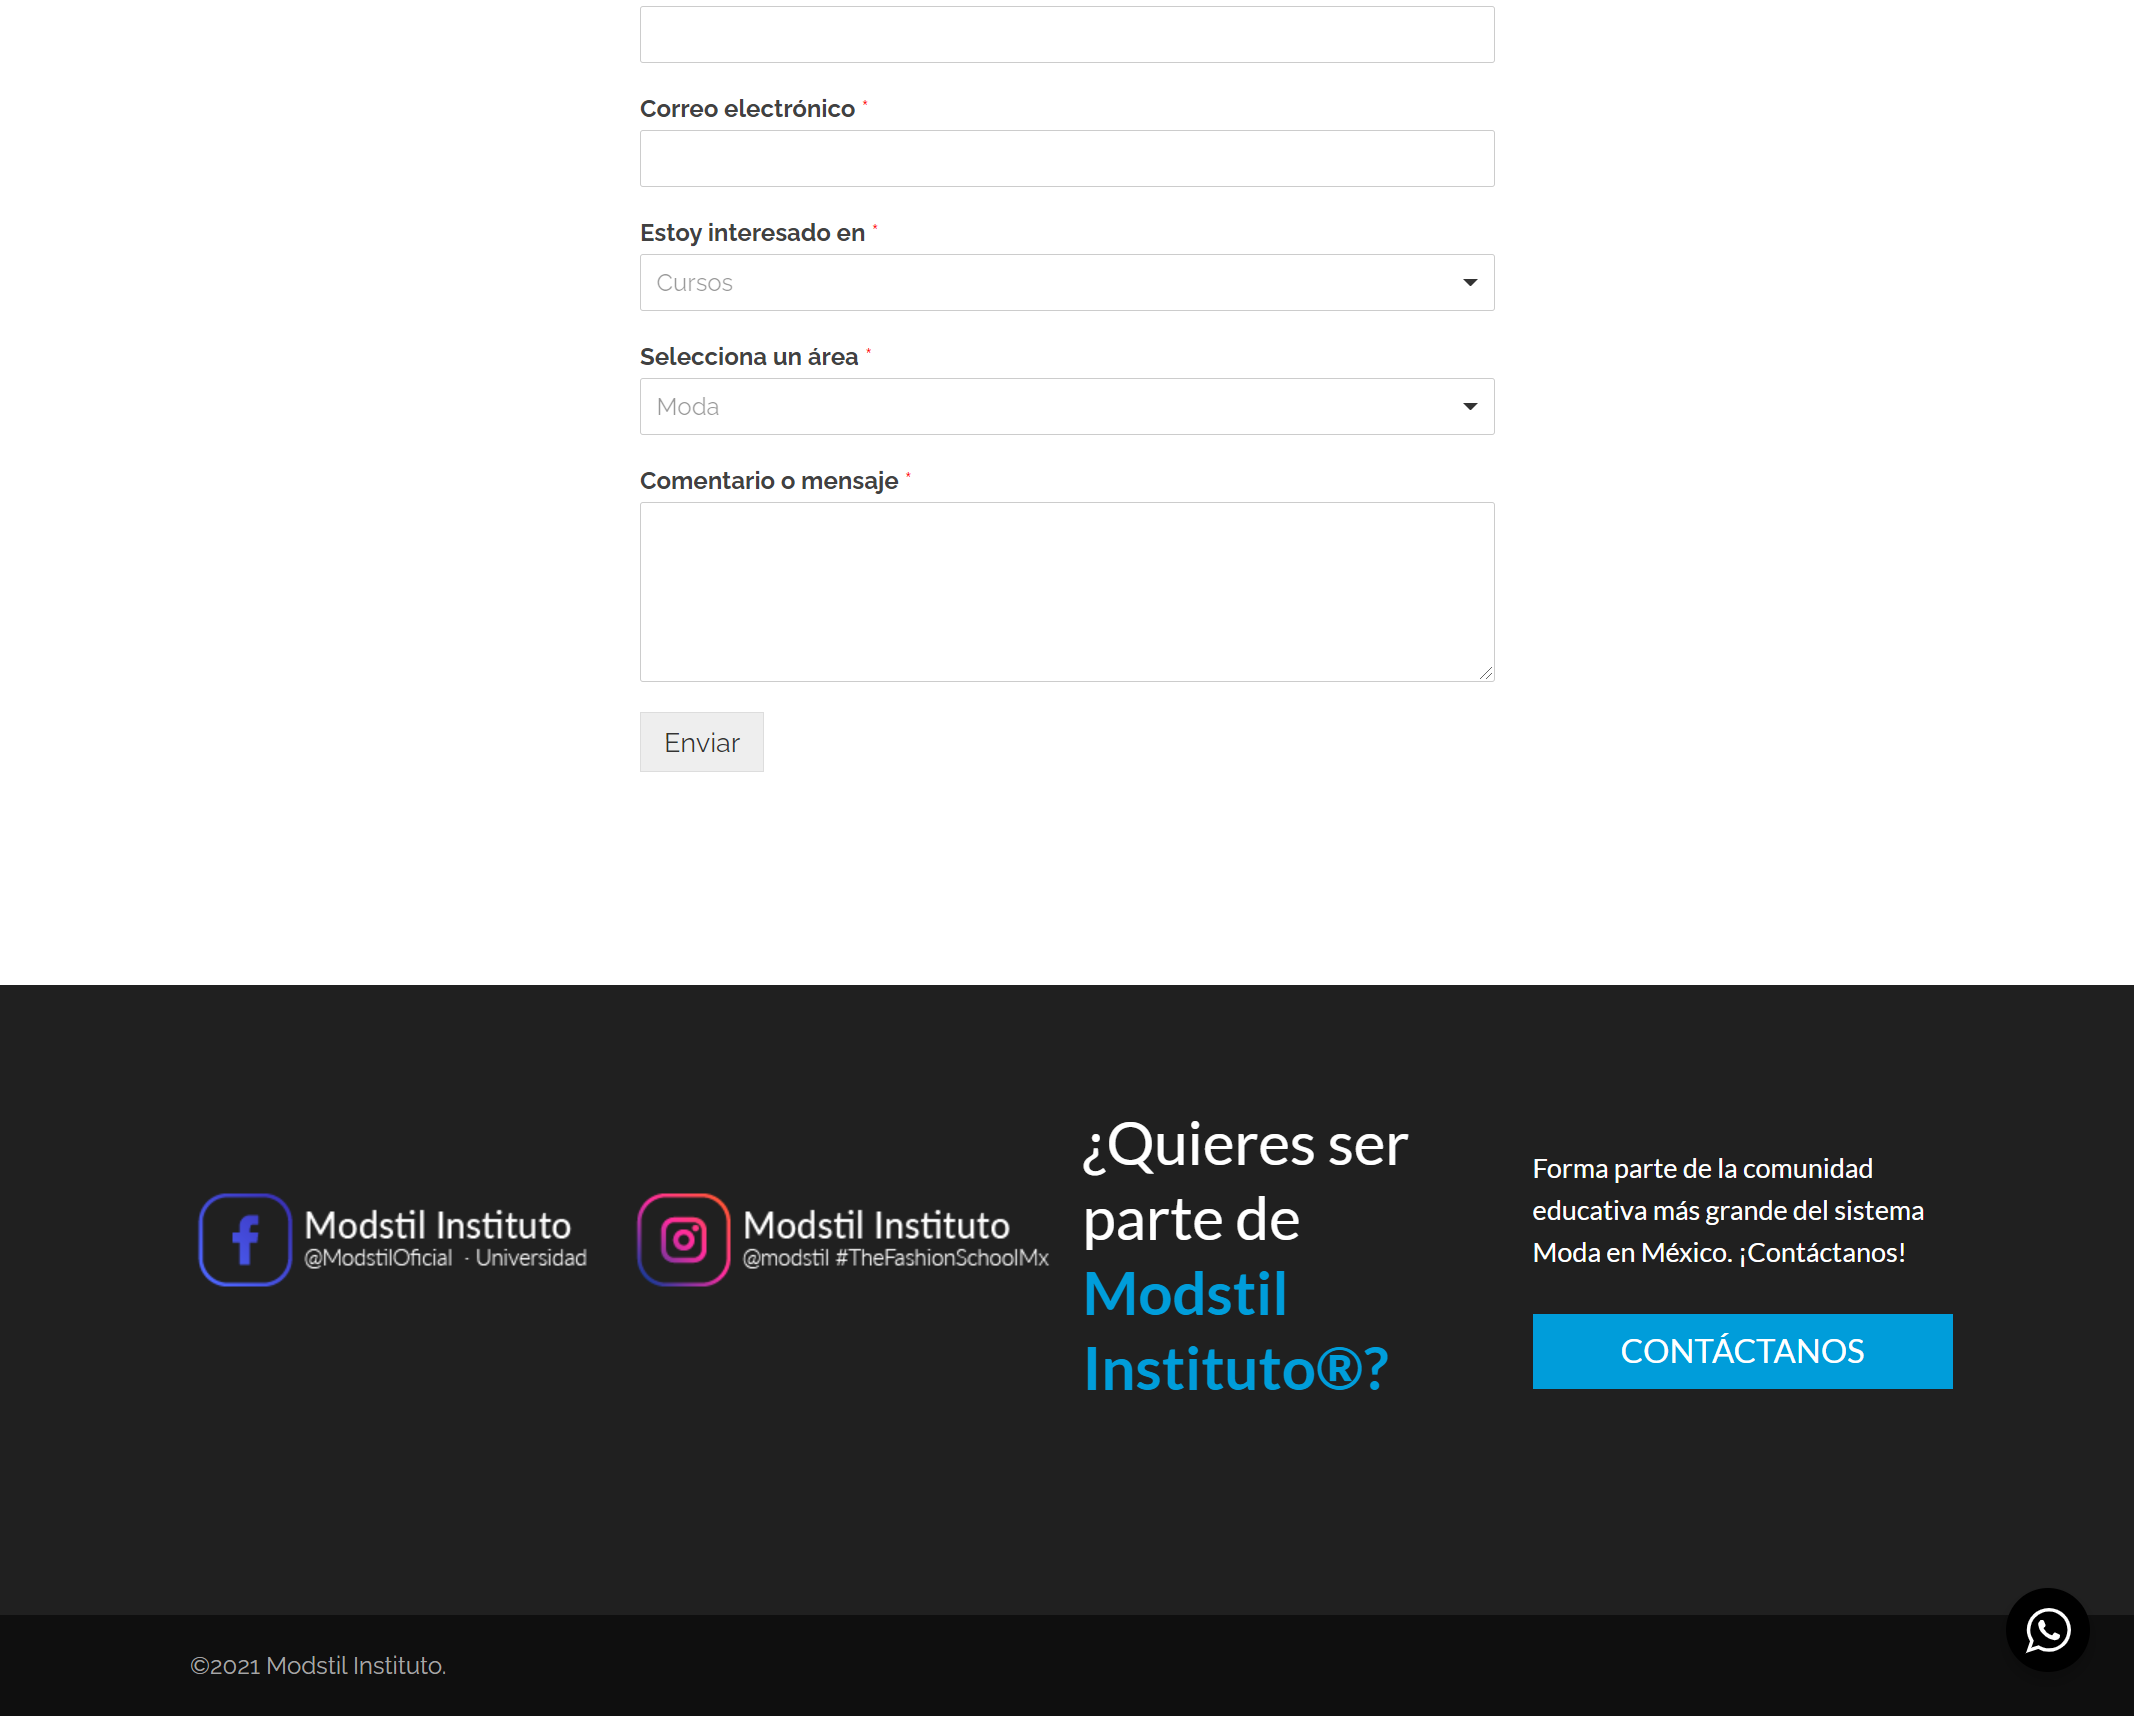 Correo electrónico *
Estoy interesado en *
Cursos
Selecciona un área *
Moda
Comentario o mensaje *
Enviar
Modstil Instituto
@ModstilOficial · Universidad
Modstil Instituto
@modstil #TheFashionSchoolMx
¿Quieres ser
parte de
Modstil
Instituto®?
Forma parte de la comunidad
educativa más grande del sistema
Moda en México. ¡Contáctanos!
CONTÁCTANOS
©2021 Modstil Instituto.